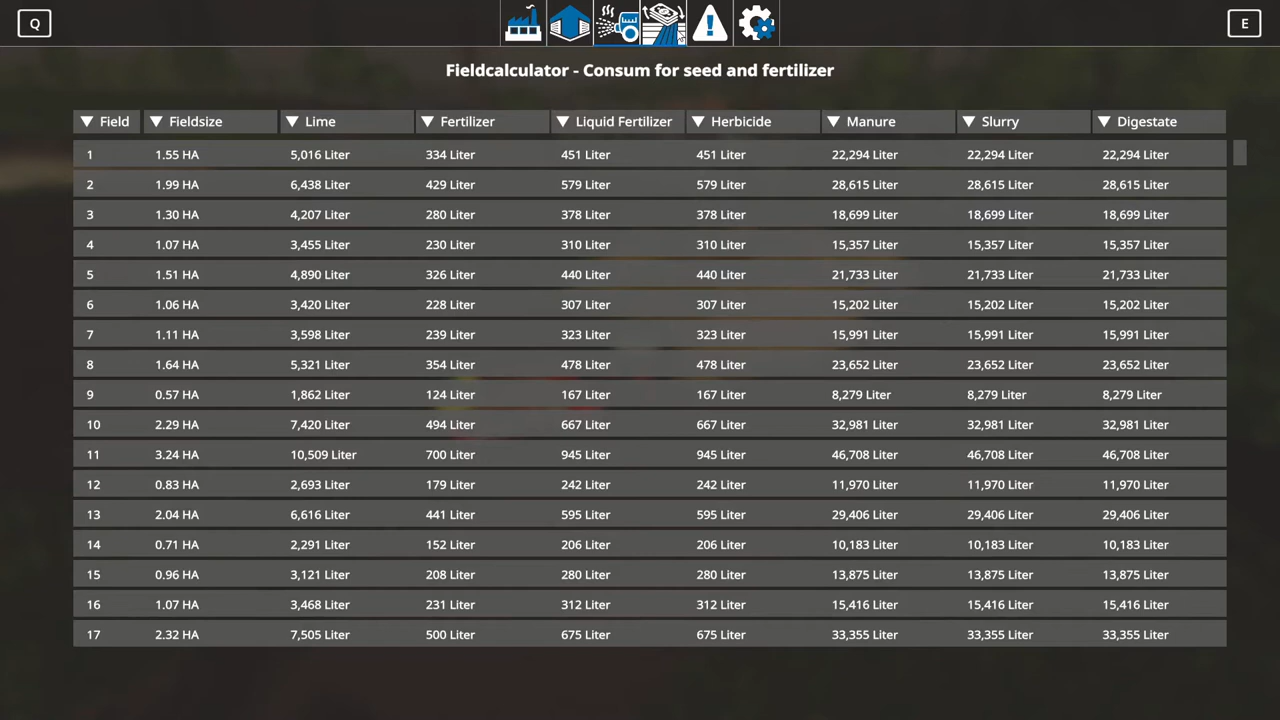 Q
E
Fieldcalculator - Consum for seed and fertilizer
Field Fieldsize Lime Fertilizer Liquid Fertilizer Herbicide Manure Slurry Digestate
1 1.55 HA 5,016 Liter 334 Liter 451 Liter 451 Liter 22,294 Liter 22,294 Liter 22,294 Liter
2 1.99 HA 6,438 Liter 429 Liter 579 Liter 579 Liter 28,615 Liter 28,615 Liter 28,615 Liter
3 1.30 HA 4,207 Liter 280 Liter 378 Liter 378 Liter 18,699 Liter 18,699 Liter 18,699 Liter
4 1.07 HA 3,455 Liter 230 Liter 310 Liter 310 Liter 15,357 Liter 15,357 Liter 15,357 Liter
5 1.51 HA 4,890 Liter 326 Liter 440 Liter 440 Liter 21,733 Liter 21,733 Liter 21,733 Liter
6 1.06 HA 3,420 Liter 228 Liter 307 Liter 307 Liter 15,202 Liter 15,202 Liter 15,202 Liter
7 1.11 HA 3,598 Liter 239 Liter 323 Liter 323 Liter 15,991 Liter 15,991 Liter 15,991 Liter
8 1.64 HA 5,321 Liter 354 Liter 478 Liter 478 Liter 23,652 Liter 23,652 Liter 23,652 Liter
9 0.57 HA 1,862 Liter 124 Liter 167 Liter 167 Liter 8,279 Liter 8,279 Liter 8,279 Liter
10 2.29 HA 7,420 Liter 494 Liter 667 Liter 667 Liter 32,981 Liter 32,981 Liter 32,981 Liter
11 3.24 HA 10,509 Liter 700 Liter 945 Liter 945 Liter 46,708 Liter 46,708 Liter 46,708 Liter
12 0.83 HA 2,693 Liter 179 Liter 242 Liter 242 Liter 11,970 Liter 11,970 Liter 11,970 Liter
13 2.04 HA 6,616 Liter 441 Liter 595 Liter 595 Liter 29,406 Liter 29,406 Liter 29,406 Liter
14 0.71 HA 2,291 Liter 152 Liter 206 Liter 206 Liter 10,183 Liter 10,183 Liter 10,183 Liter
15 0.96 HA 3,121 Liter 208 Liter 280 Liter 280 Liter 13,875 Liter 13,875 Liter 13,875 Liter
16 1.07 HA 3,468 Liter 231 Liter 312 Liter 312 Liter 15,416 Liter 15,416 Liter 15,416 Liter
17 2.32 HA 7,505 Liter 500 Liter 675 Liter 675 Liter 33,355 Liter 33,355 Liter 33,355 Liter